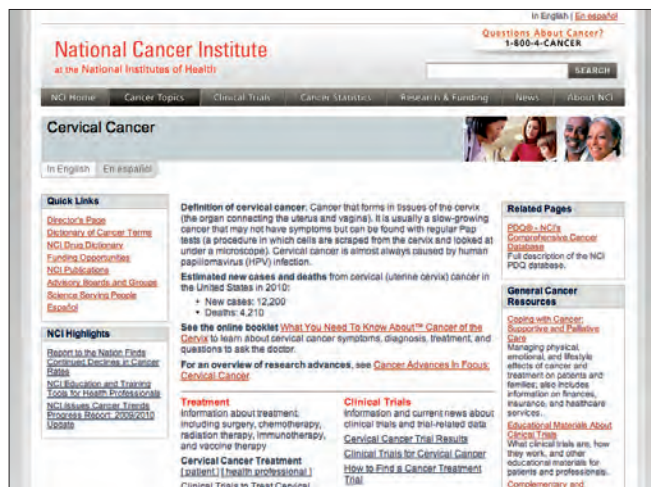 In English | En español
National Cancer Institute
at the National Institutes of Health
Questions About Cancer?
1-800-4-CANCER
SEARCH
NCI Home Cancer Topics Clinical Trials Cancer Statistics Research & Funding News About NCI
Cervical Cancer
In English En español
Quick Links
Director's Page
Dictionary of Cancer Terms
NCI Drug Dictionary
Funding Opportunities
NCI Publications
Advisory Boards and Groups
Science Serving People
Español
NCI Highlights
Report to the Nation Finds
Continued Declines in Cancer
Rates
NCI Education and Training
Tools for Health Professionals
NCI Issues Cancer Trends
Progress Report: 2009/2010
Update
Definition of cervical cancer: Cancer that forms in tissues of the cervix
(the organ connecting the uterus and vagina). It is usually a slow-growing
cancer that may not have symptoms but can be found with regular Pap
tests (a procedure in which cells are scraped from the cervix and looked at
under a microscope). Cervical cancer is almost always caused by human
papillomavirus (HPV) infection.
Estimated new cases and deaths from cervical (uterine cervix) cancer in
the United States in 2010:
• New cases: 12,200
• Deaths: 4,210
See the online booklet What You Need To Know About™ Cancer of the
Cervix to learn about cervical cancer symptoms, diagnosis, treatment, and
questions to ask the doctor.
For an overview of research advances, see Cancer Advances In Focus:
Cervical Cancer.
Treatment
Information about treatment,
including surgery, chemotherapy,
radiation therapy, immunotherapy,
and vaccine therapy
Cervical Cancer Treatment
[ patient ] [ health professional ]
Clinical Trials to Treat Cervical
Clinical Trials
Information and current news about
clinical trials and trial-related data
Cervical Cancer Trial Results
Clinical Trials for Cervical Cancer
How to Find a Cancer Treatment
Trial
Related Pages
PDQ® - NCI's
Comprehensive Cancer
Database
Full description of the NCI
PDQ database.
General Cancer
Resources
Coping with Cancer:
Supportive and Palliative
Care
Managing physical,
emotional, and lifestyle
effects of cancer and
treatment on patients and
families; also includes
information on finances,
insurance, and healthcare
services.
Educational Materials About
Clinical Trials
What clinical trials are, how
they work, and other
educational materials for
patients and professionals.
Complementary and